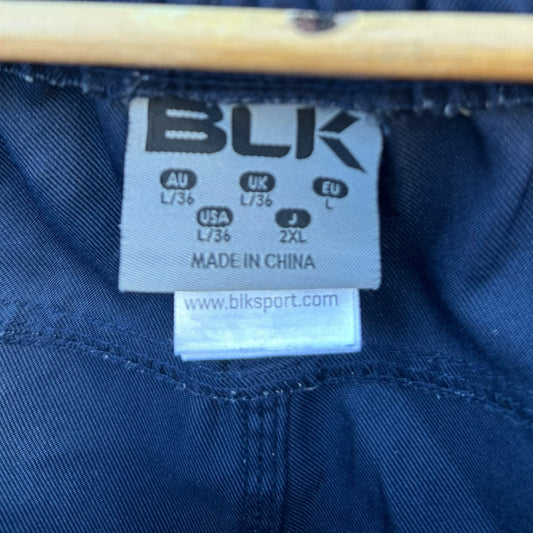 BLK
AU UK EU
L/36 L/36 L
USA J
L/36 2XL
MADE IN CHINA
www.blksport.com